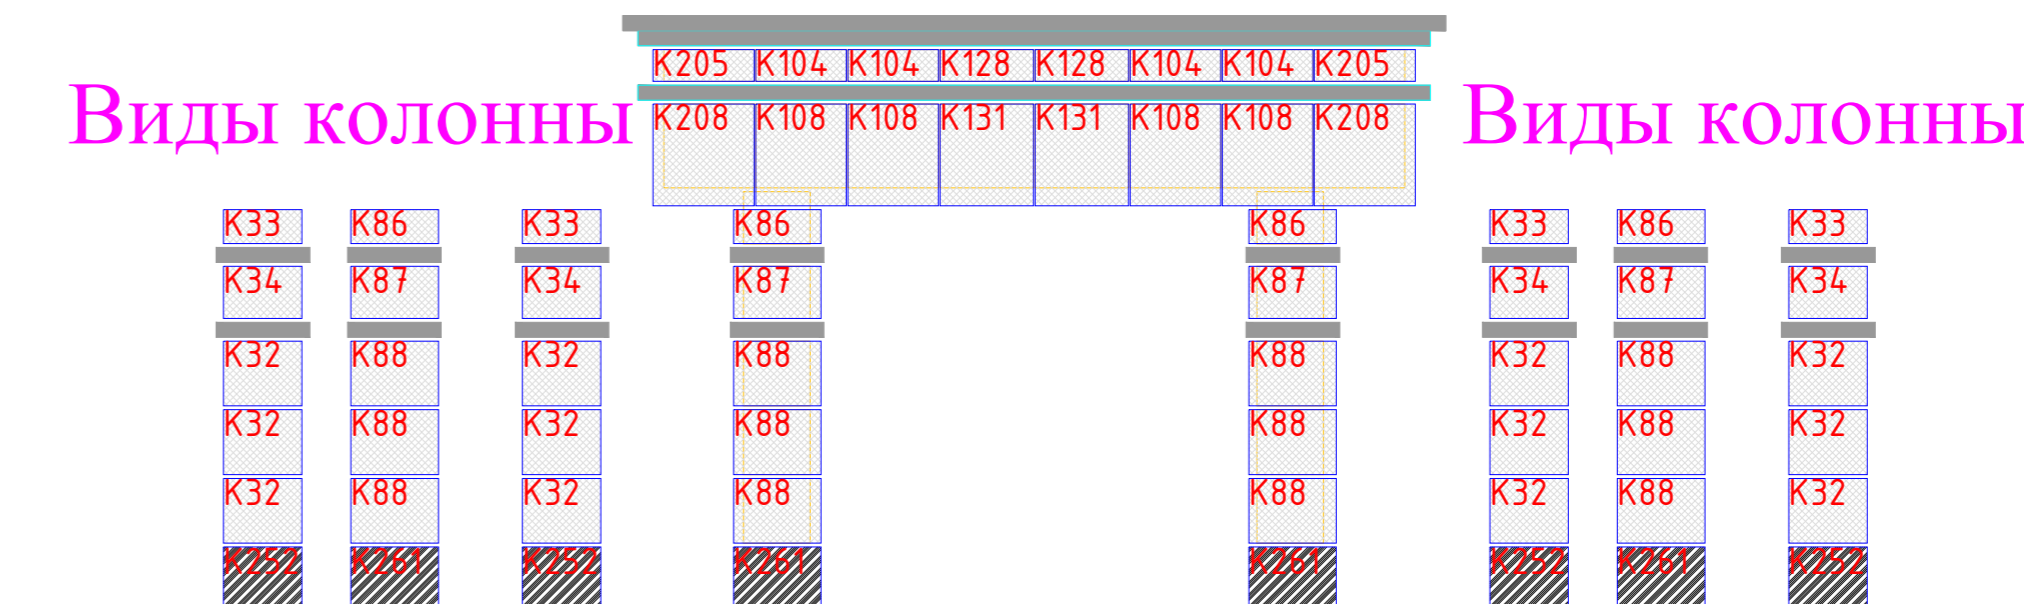 K205 K104 K104 K128 K128 K104 K104 K205
Виды колонны Виды колонны
K208 K108 K108 K131 K131 K108 K108 K208
K33 K86 K33 K86 K86 K33 K86 K33
K34 K87 K34 K87 K87 K34 K87 K34
K32 K88 K32 K88 K88 K32 K88 K32
K32 K88 K32 K88 K88 K32 K88 K32
K32 K88 K32 K88 K88 K32 K88 K32
K252 K261 K252 K261 K261 K252 K261 K252